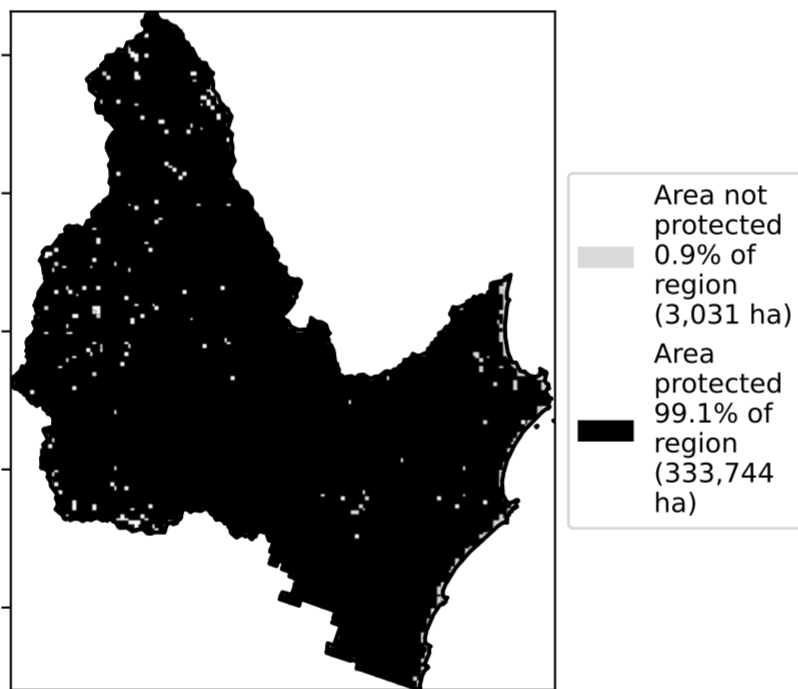 Area not
protected
0.9% of
region
(3,031 ha)
Area
protected
99.1% of
region
(333,744
ha)